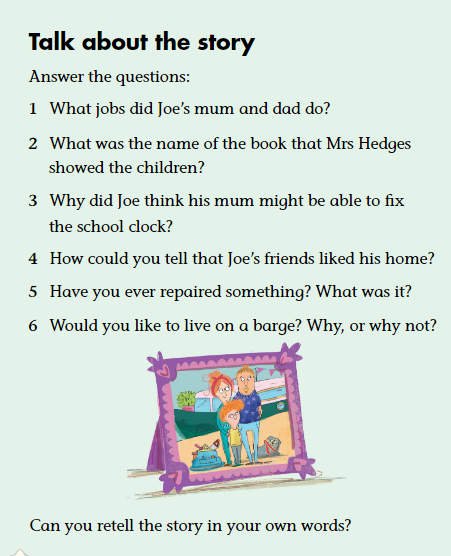 Talk about the story
Answer the questions:
1 What jobs did Joe’s mum and dad do?
2 What was the name of the book that Mrs Hedges
showed the children?
3 Why did Joe think his mum might be able to fix
the school clock?
4 How could you tell that Joe’s friends liked his home?
5 Have you ever repaired something? What was it?
6 Would you like to live on a barge? Why, or why not?
Can you retell the story in your own words?